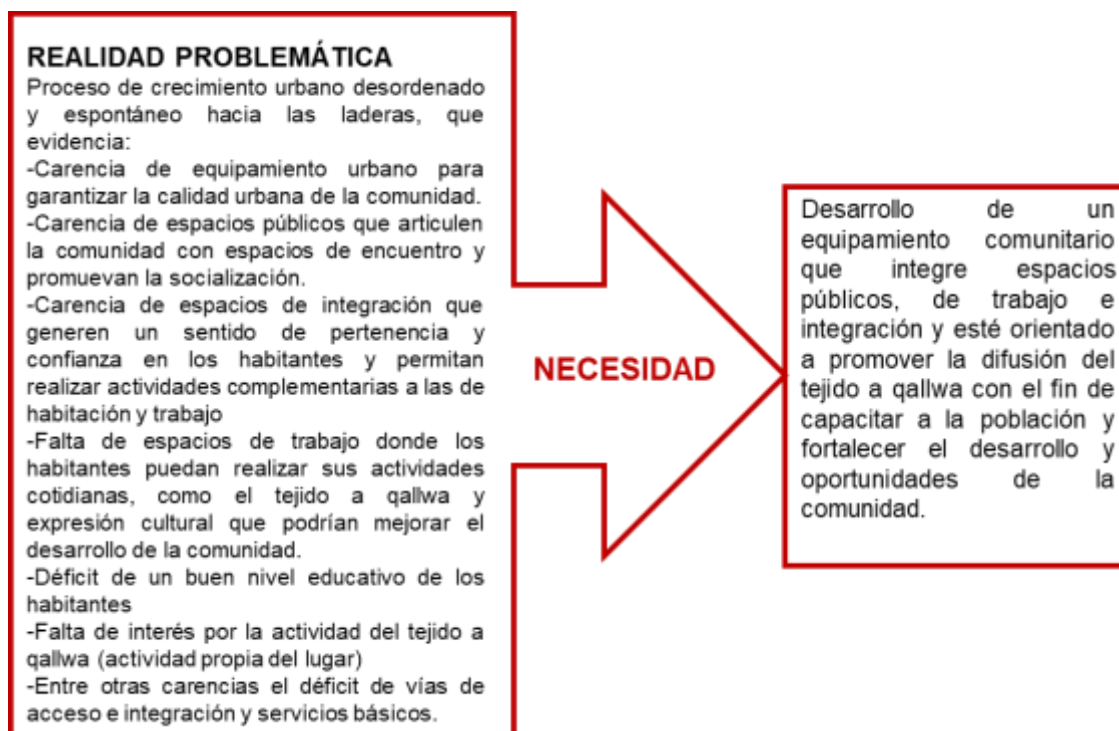 REALIDAD PROBLEMÁTICA
Proceso de crecimiento urbano desordenado
y espontáneo hacia las laderas, que
evidencia:
-Carencia de equipamiento urbano para
garantizar la calidad urbana de la comunidad.
-Carencia de espacios públicos que articulen
la comunidad con espacios de encuentro y
promuevan la socialización.
-Carencia de espacios de integración que
generen un sentido de pertenencia y
confianza en los habitantes y permitan
realizar actividades complementarias a las de
habitación y trabajo
-Falta de espacios de trabajo donde los
habitantes puedan realizar sus actividades
cotidianas, como el tejido a qallwa y
expresión cultural que podrían mejorar el
desarrollo de la comunidad.
-Déficit de un buen nivel educativo de los
habitantes
-Falta de interés por la actividad del tejido a
qallwa (actividad propia del lugar)
-Entre otras carencias el déficit de vías de
acceso e integración y servicios básicos.
NECESIDAD
Desarrollo de un
equipamiento comunitario
que integre espacios
públicos, de trabajo e
integración y esté orientado
a promover la difusión del
tejido a qallwa con el fin de
capacitar a la población y
fortalecer el desarrollo y
oportunidades de la
comunidad.